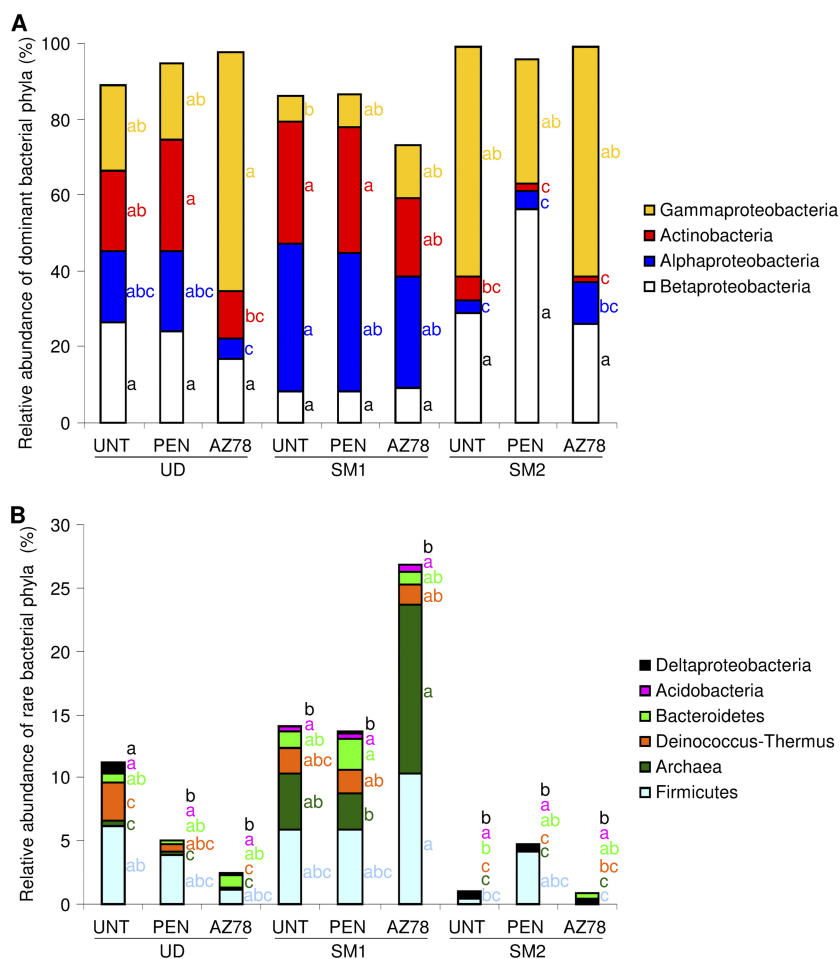 A
Relative abundance of dominant bacterial phyla (%)
100
80
60
40
20
0
ab
ab
abc
a
ab
a
abc
a
a
bc
c
a
b
a
a
a
ab
a
ab
a
ab
ab
ab
a
ab
bc
c
a
ab
c
c
a
ab
c
bc
a
UNT PEN AZ78 UNT PEN AZ78 UNT PEN AZ78
UD SM1 SM2
Gammaproteobacteria
Actinobacteria
Alphaproteobacteria
Betaproteobacteria
B
Relative abundance of rare bacterial phyla (%)
30
25
20
15
10
5
0
a
a
ab
c
c
ab
b
a
ab
abc
c
abc
b
a
ab
c
c
abc
b
a
ab
abc
ab
abc
b
a
a
ab
b
abc
b
a
ab
ab
a
a
b
a
b
c
c
bc
b
a
ab
c
c
abc
b
a
ab
bc
c
c
UNT PEN AZ78 UNT PEN AZ78 UNT PEN AZ78
UD SM1 SM2
Deltaproteobacteria
Acidobacteria
Bacteroidetes
Deinococcus-Thermus
Archaea
Firmicutes